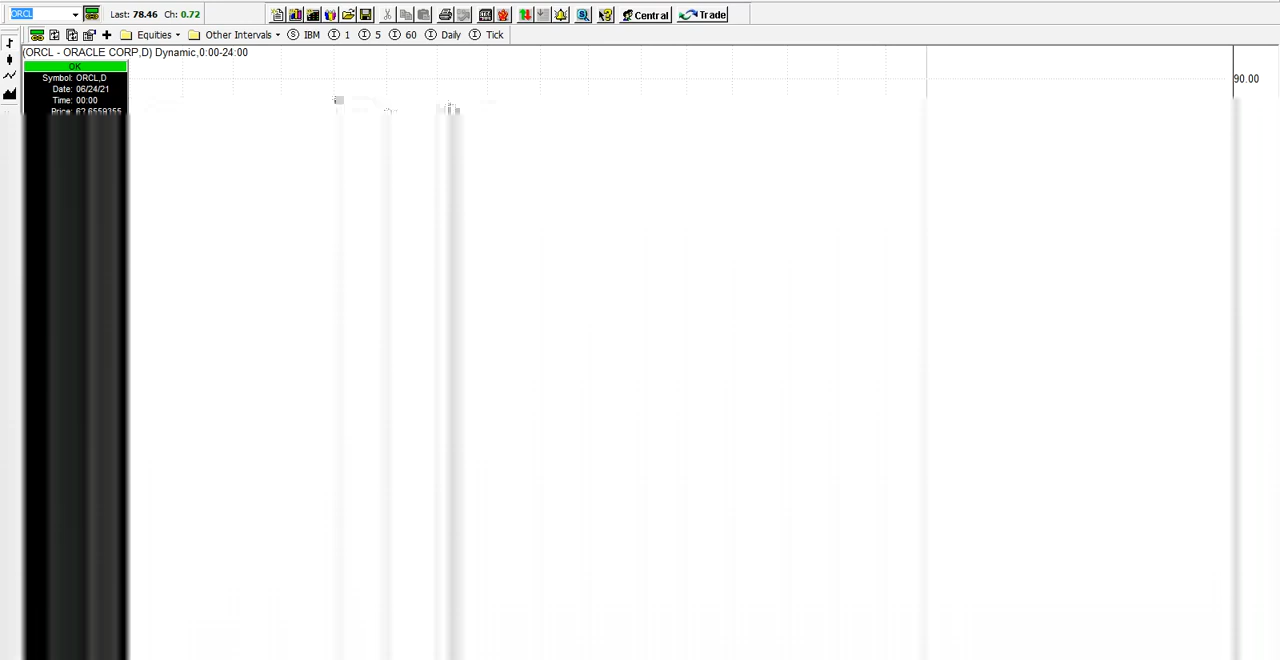 ORCL Last: 78.46 Ch: 0.72 Central Trade
Equities Other Intervals S IBM I 1 I 5 I 60 I Daily I Tick
(ORCL - ORACLE CORP,D) Dynamic,0:00-24:00
OK
Symbol: ORCL,D
90.00
Date: 06/24/21
Time: 00:00
Price: